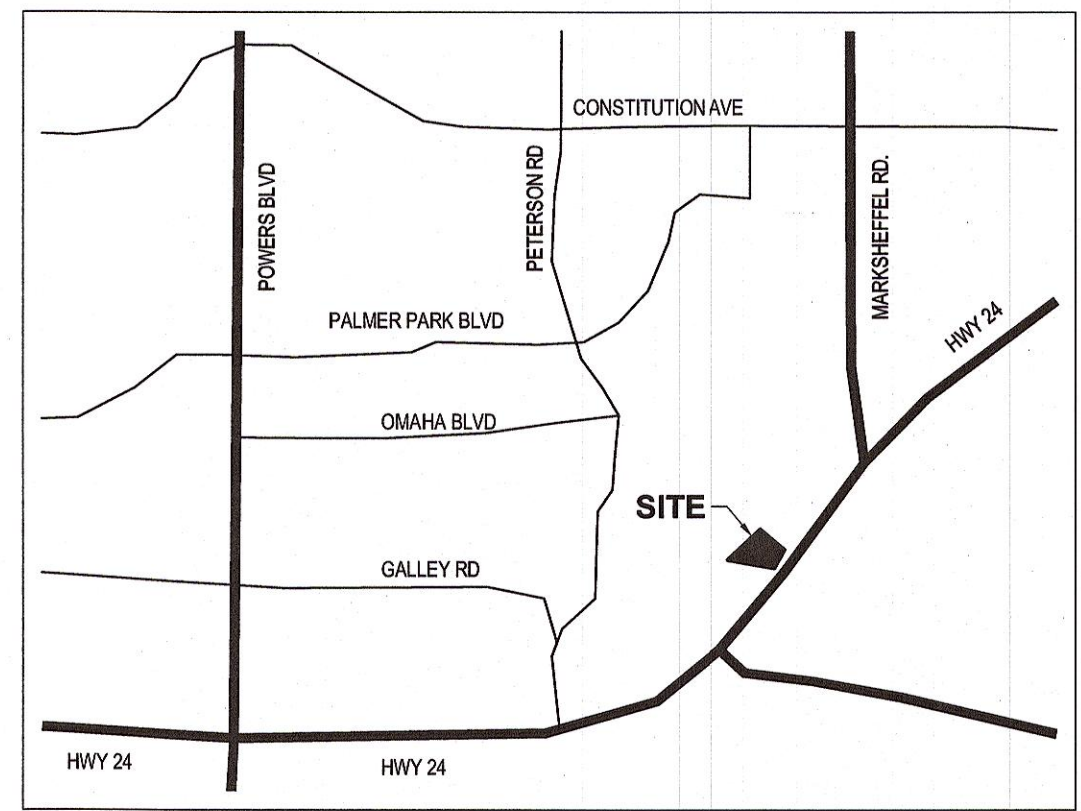 CONSTITUTION AVE
POWERS BLVD
PETERSON RD
MARKSHEFFEL RD.
PALMER PARK BLVD
HWY 24
OMAHA BLVD
SITE
GALLEY RD
HWY 24
HWY 24